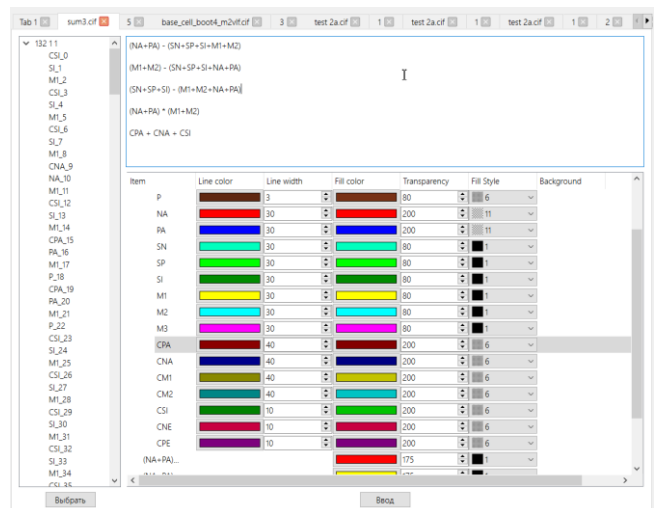 Tab 1 sum3.cif 5 base_cell_boot4_m2vlf.cif 3 test 2a.cif 1 test 2a.cif 1 test 2a.cif 1 2
132 1 1
CSI_0
SI_1
M1_2
CSI_3
SI_4
M1_5
CSI_6
SI_7
M1_8
CNA_9
NA_10
M1_11
CSI_12
SI_13
M1_14
CPA_15
PA_16
M1_17
P_18
CPA_19
PA_20
M1_21
P_22
CSI_23
SI_24
M1_25
CSI_26
SI_27
M1_28
CSI_29
SI_30
M1_31
CSI_32
SI_33
M1_34
CSI_35
(NA+PA) - (SN+SP+SI+M1+M2)
(M1+M2) - (SN+SP+SI+NA+PA)
(SN+SP+SI) - (M1+M2+NA+PA)
(NA+PA) * (M1+M2)
CPA + CNA + CSI
Item Line color Line width Fill color Transparency Fill Style Background
P 3 80 6
NA 30 200 11
PA 30 200 11
SN 30 80 1
SP 30 80 1
SI 30 80 1
M1 30 80 1
M2 30 80 1
M3 30 80 1
CPA 40 200 6
CNA 40 200 6
CM1 40 200 6
CM2 40 200 6
CSI 10 200 6
CNE 10 200 6
CPE 10 200 6
(NA+PA)... 175 1
Выбрать Ввод